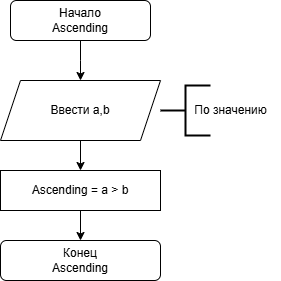 Начало
Ascending
Ввести a,b
По значению
Ascending = a > b
Конец
Ascending